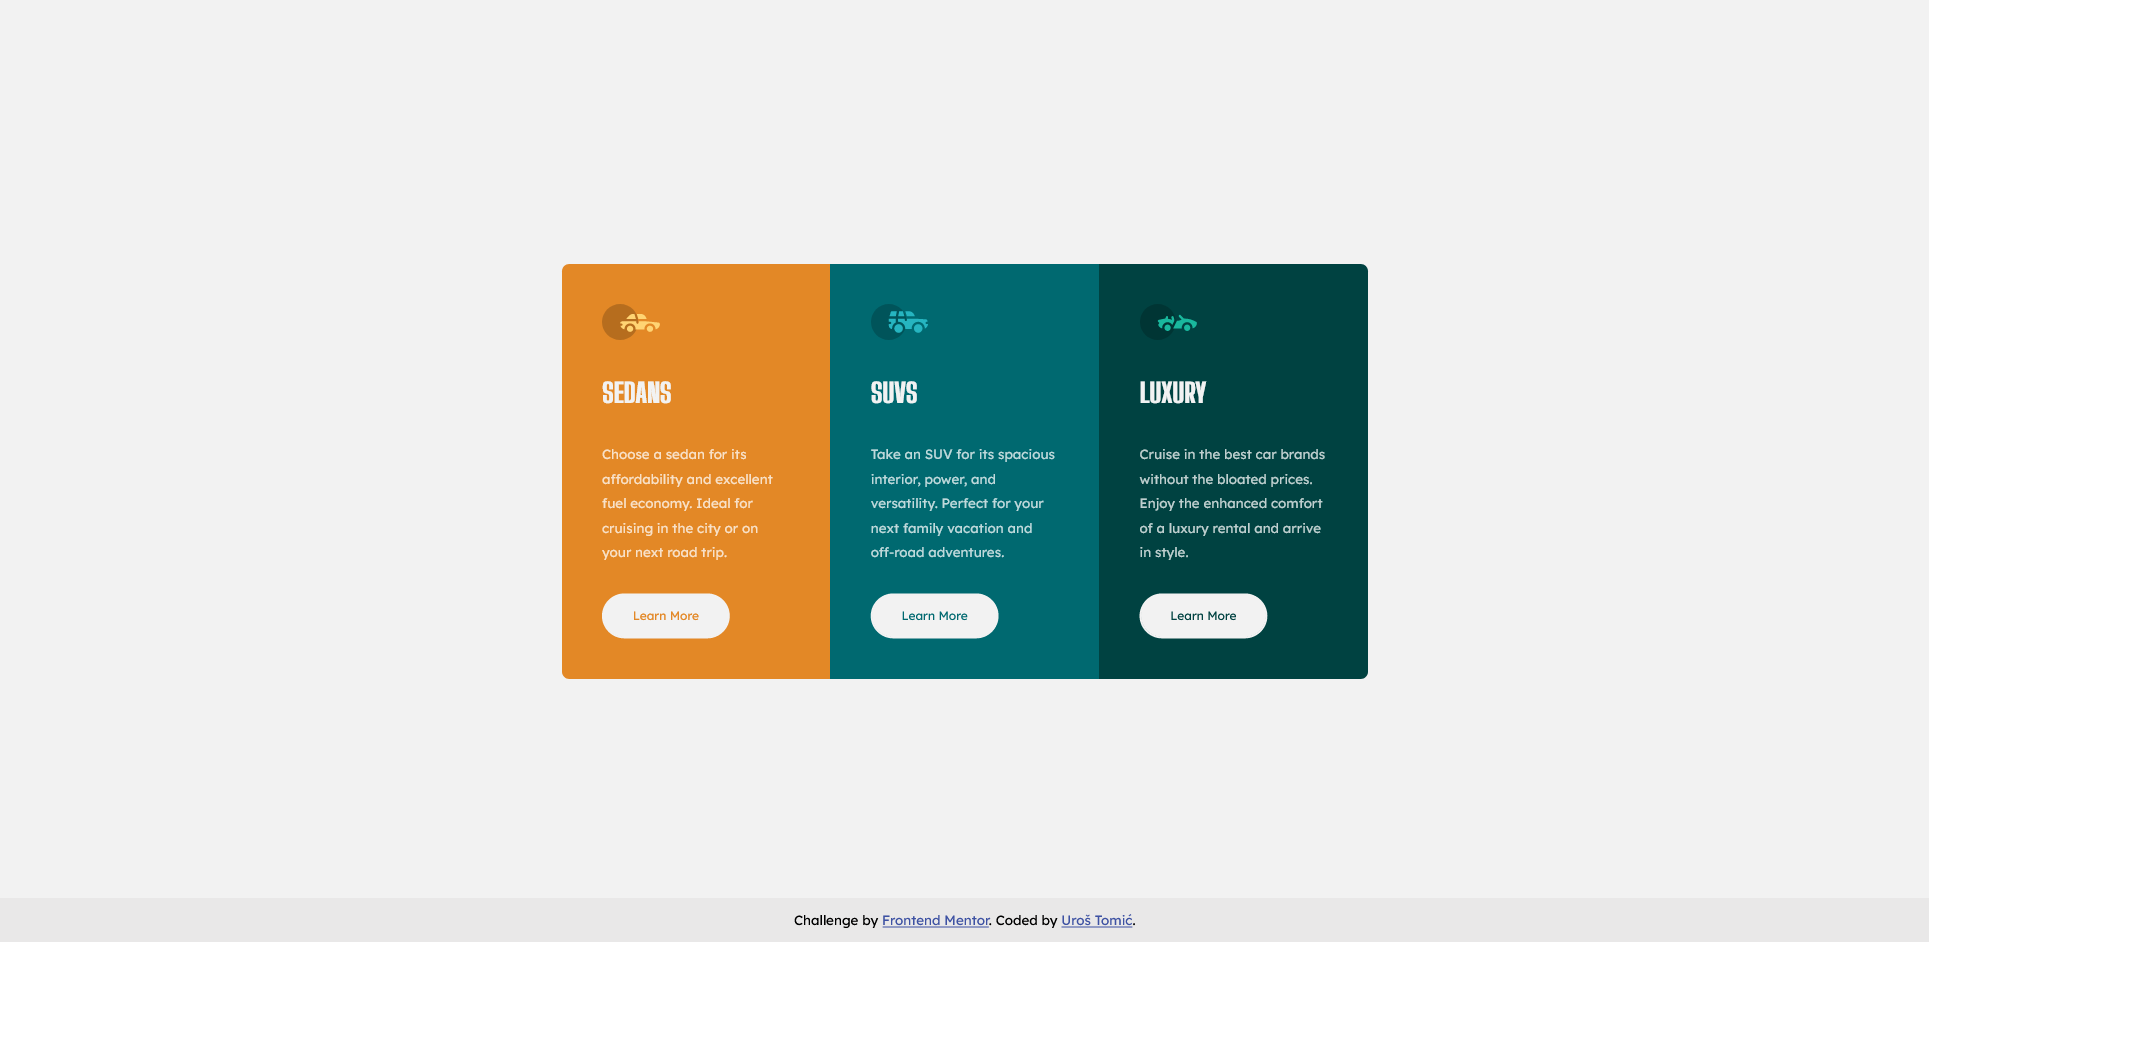 SEDANS
Choose a sedan for its
affordability and excellent
fuel economy. Ideal for
cruising in the city or on
your next road trip.
Learn More
SUVS
Take an SUV for its spacious
interior, power, and
versatility. Perfect for your
next family vacation and
off-road adventures.
Learn More
LUXURY
Cruise in the best car brands
without the bloated prices.
Enjoy the enhanced comfort
of a luxury rental and arrive
in style.
Learn More
Challenge by Frontend Mentor. Coded by Uroš Tomić.